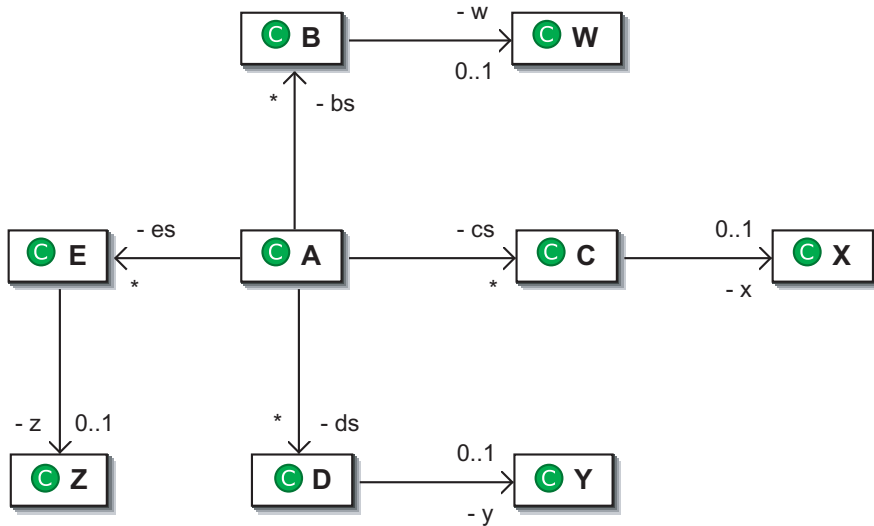 C B
- w
C W
0..1
*
- bs
- es
C E
*
C A
- cs
*
C C
0..1
- x
C X
- z
0..1
*
- ds
C Z
C D
0..1
- y
C Y